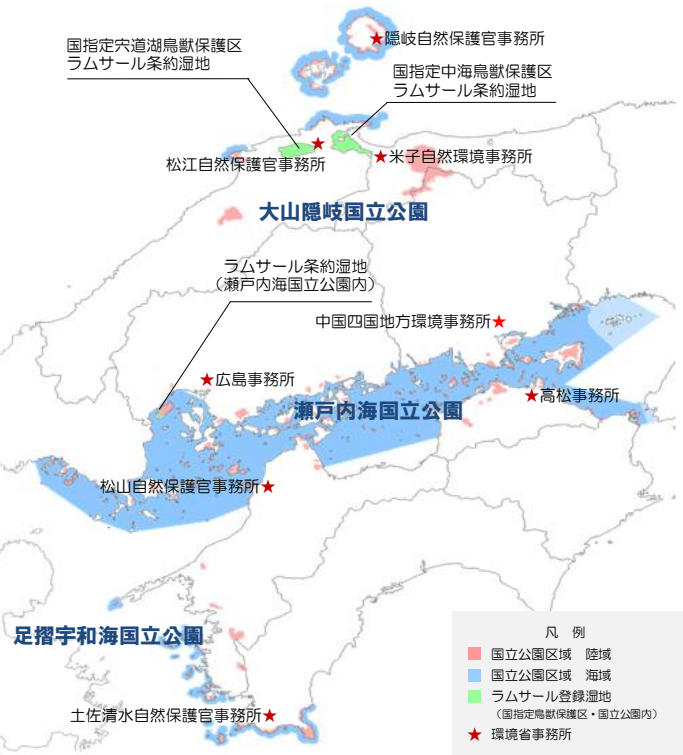 ★隠岐自然保護官事務所
国指定宍道湖鳥獣保護区
ラムサール条約湿地
国指定中海鳥獣保護区
ラムサール条約湿地
松江自然保護官事務所
★米子自然環境事務所
大山隠岐国立公園
ラムサール条約湿地
（瀬戸内海国立公園内）
中国四国地方環境事務所★
★広島事務所
★高松事務所
瀬戸内海国立公園
松山自然保護官事務所★
足摺宇和海国立公園
土佐清水自然保護官事務所★
凡 例
国立公園区域 陸域
国立公園区域 海域
ラムサール登録湿地
（国指定鳥獣保護区・国立公園内）
★ 環境省事務所